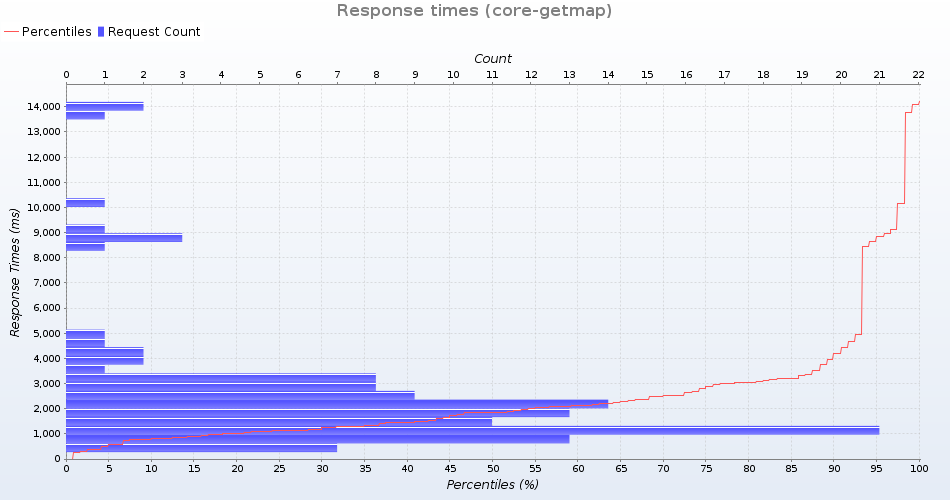 Response times (core-getmap)
Percentiles Request Count
Count
0 1 2 3 4 5 6 7 8 9 10 11 12 13 14 15 16 17 18 19 20 21 22
Response Times (ms)
14,000
13,000
12,000
11,000
10,000
9,000
8,000
7,000
6,000
5,000
4,000
3,000
2,000
1,000
0
0 5 10 15 20 25 30 35 40 45 50 55 60 65 70 75 80 85 90 95 100
Percentiles (%)